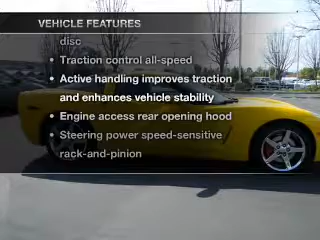 VEHICLE FEATURES
disc
• Traction control all-speed
• Active handling improves traction
and enhances vehicle stability
• Engine access rear opening hood
• Steering power speed-sensitive
rack-and-pinion